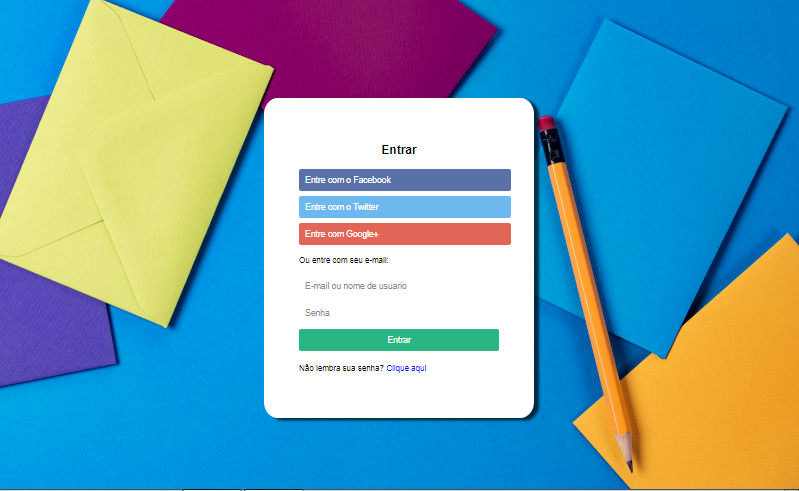 Entrar
Entre com o Facebook
Entre com o Twitter
Entre com Google+
Ou entre com seu e-mail:
E-mail ou nome de usuario
Senha
Entrar
Não lembra sua senha? Clique aqui